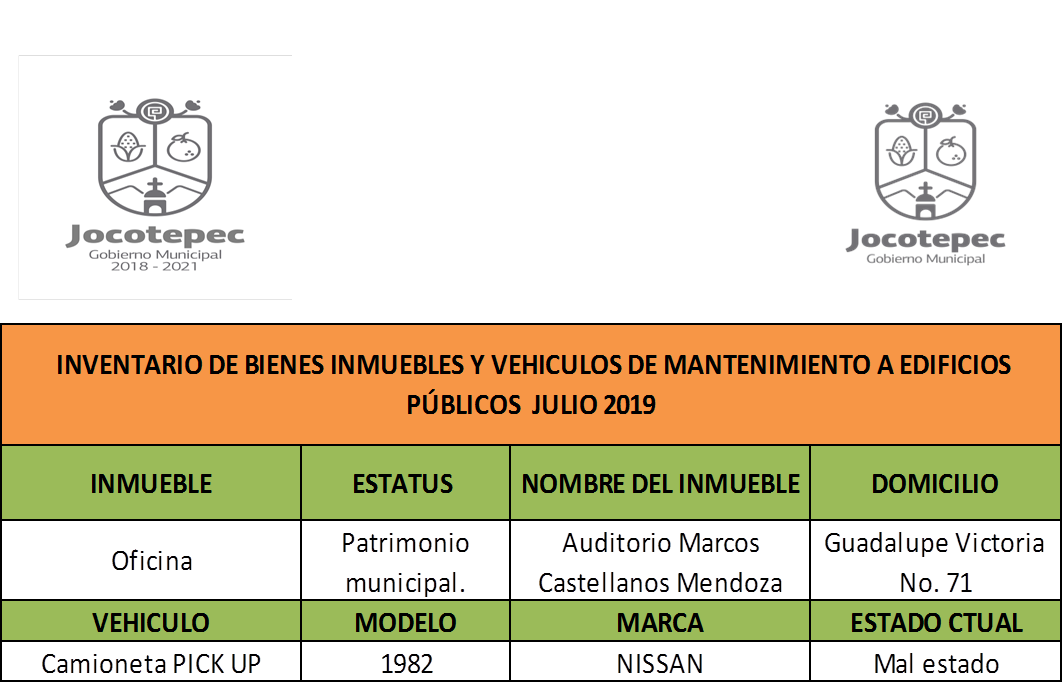 Jocotepec
Gobierno Municipal
2018 - 2021
Jocotepec
Gobierno Municipal
INVENTARIO DE BIENES INMUEBLES Y VEHICULOS DE MANTENIMIENTO A EDIFICIOS
PÚBLICOS JULIO 2019
INMUEBLE ESTATUS NOMBRE DEL INMUEBLE DOMICILIO
Oficina
Patrimonio
municipal.
Auditorio Marcos
Castellanos Mendoza
Guadalupe Victoria
No. 71
VEHICULO MODELO MARCA ESTADO CTUAL
Camioneta PICK UP 1982 NISSAN Mal estado